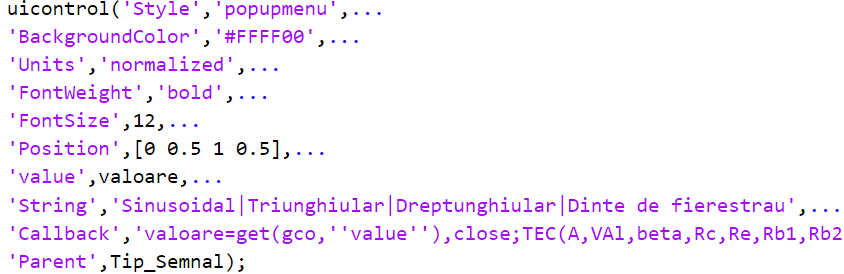 uicontrol('Style','popupmenu',...
'BackgroundColor','#FFFF00',...
'Units','normalized',...
'FontWeight','bold',...
'FontSize',12,...
'Position',[0 0.5 1 0.5],...
'value',valoare,...
'String','Sinusoidal|Triunghiular|Dreptunghiular|Dinte de fierestrau',...
'Callback','valoare=get(gco,''value''),close;TEC(A,VAl,beta,Rc,Re,Rb1,Rb2
'Parent',Tip_Semnal);